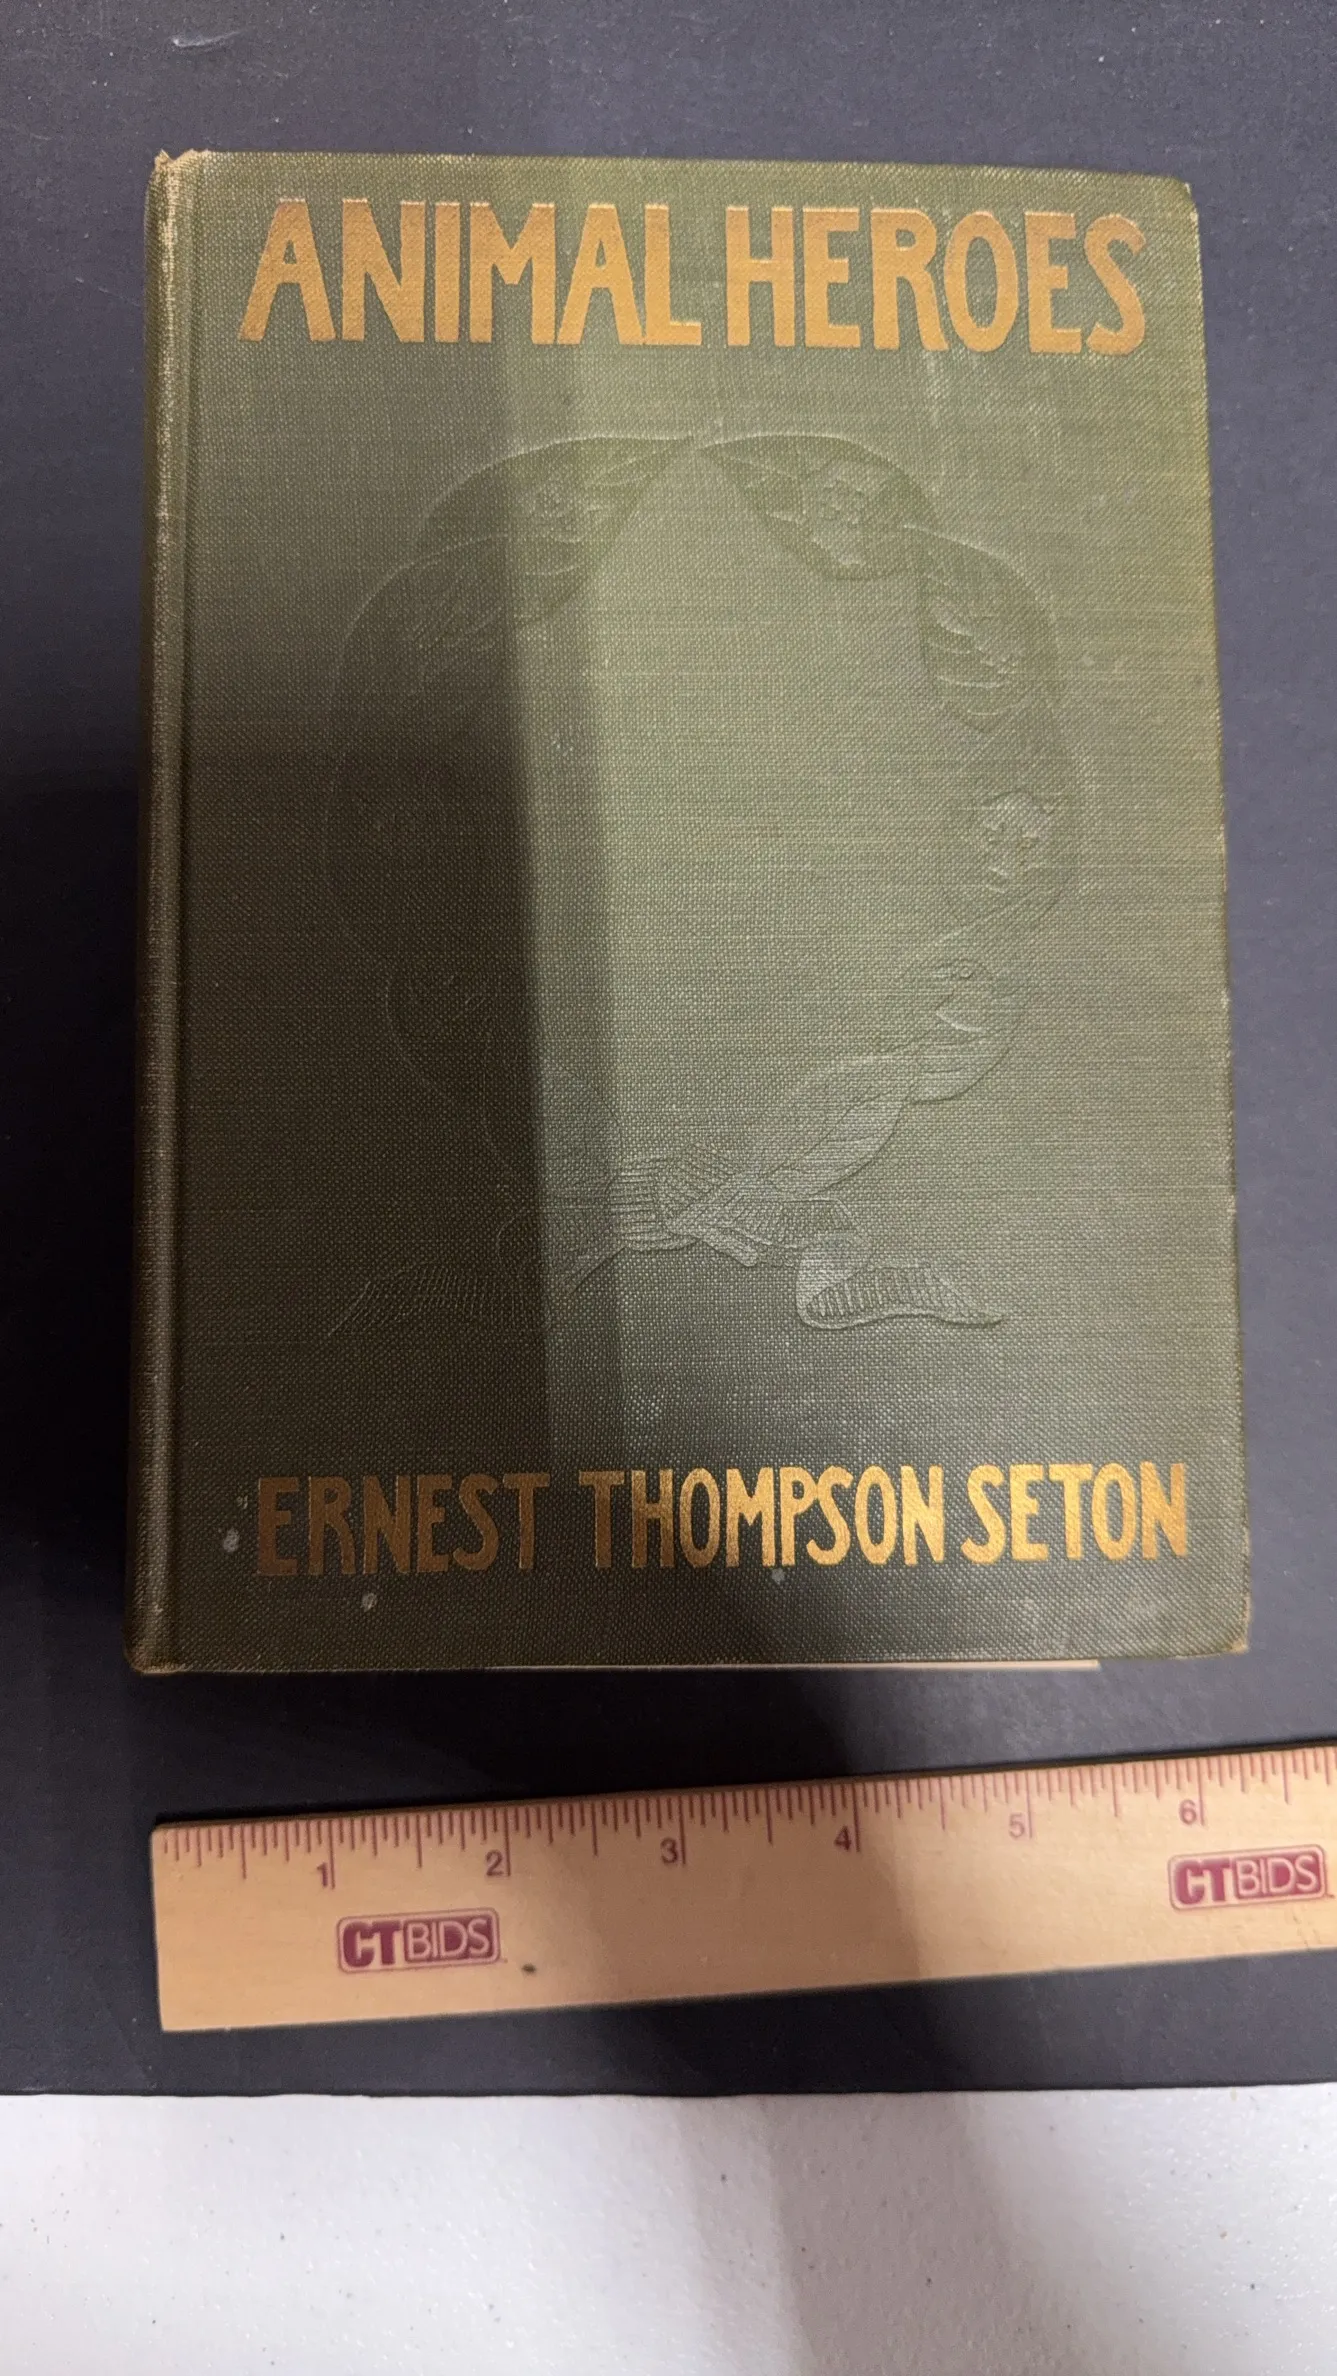 ANIMAL HEROES
ERNEST THOMPSON SETON
1 2 3 4 5 6
CTBIDS
CTBIDS